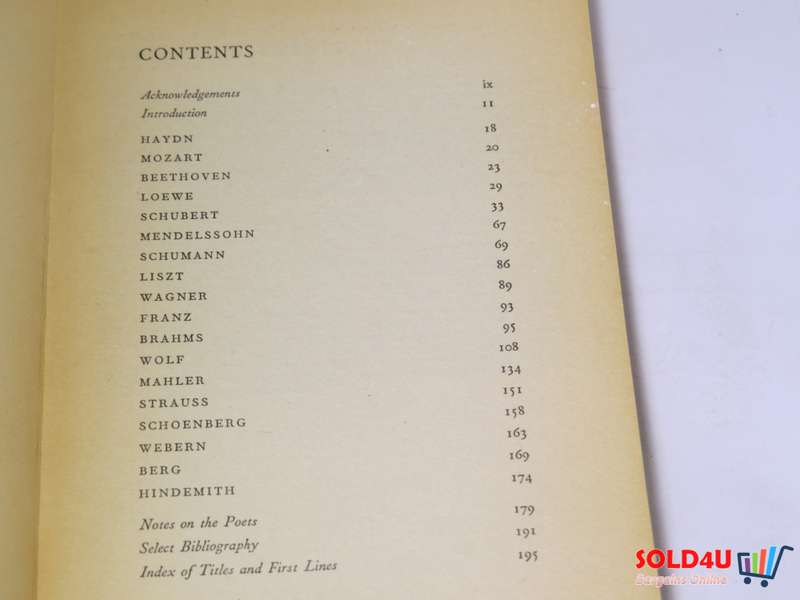 CONTENTS
Acknowledgements ix
Introduction 11
HAYDN 18
MOZART 20
BEETHOVEN 23
LOEWE 29
SCHUBERT 33
MENDELSSOHN 67
SCHUMANN 69
LISZT 86
WAGNER 89
FRANZ 93
BRAHMS 95
WOLF 108
MAHLER 134
STRAUSS 151
SCHOENBERG 158
WEBERN 163
BERG 169
HINDEMITH 174
Notes on the Poets 179
Select Bibliography 191
Index of Titles and First Lines 195
SOLD4U
Bargains Online